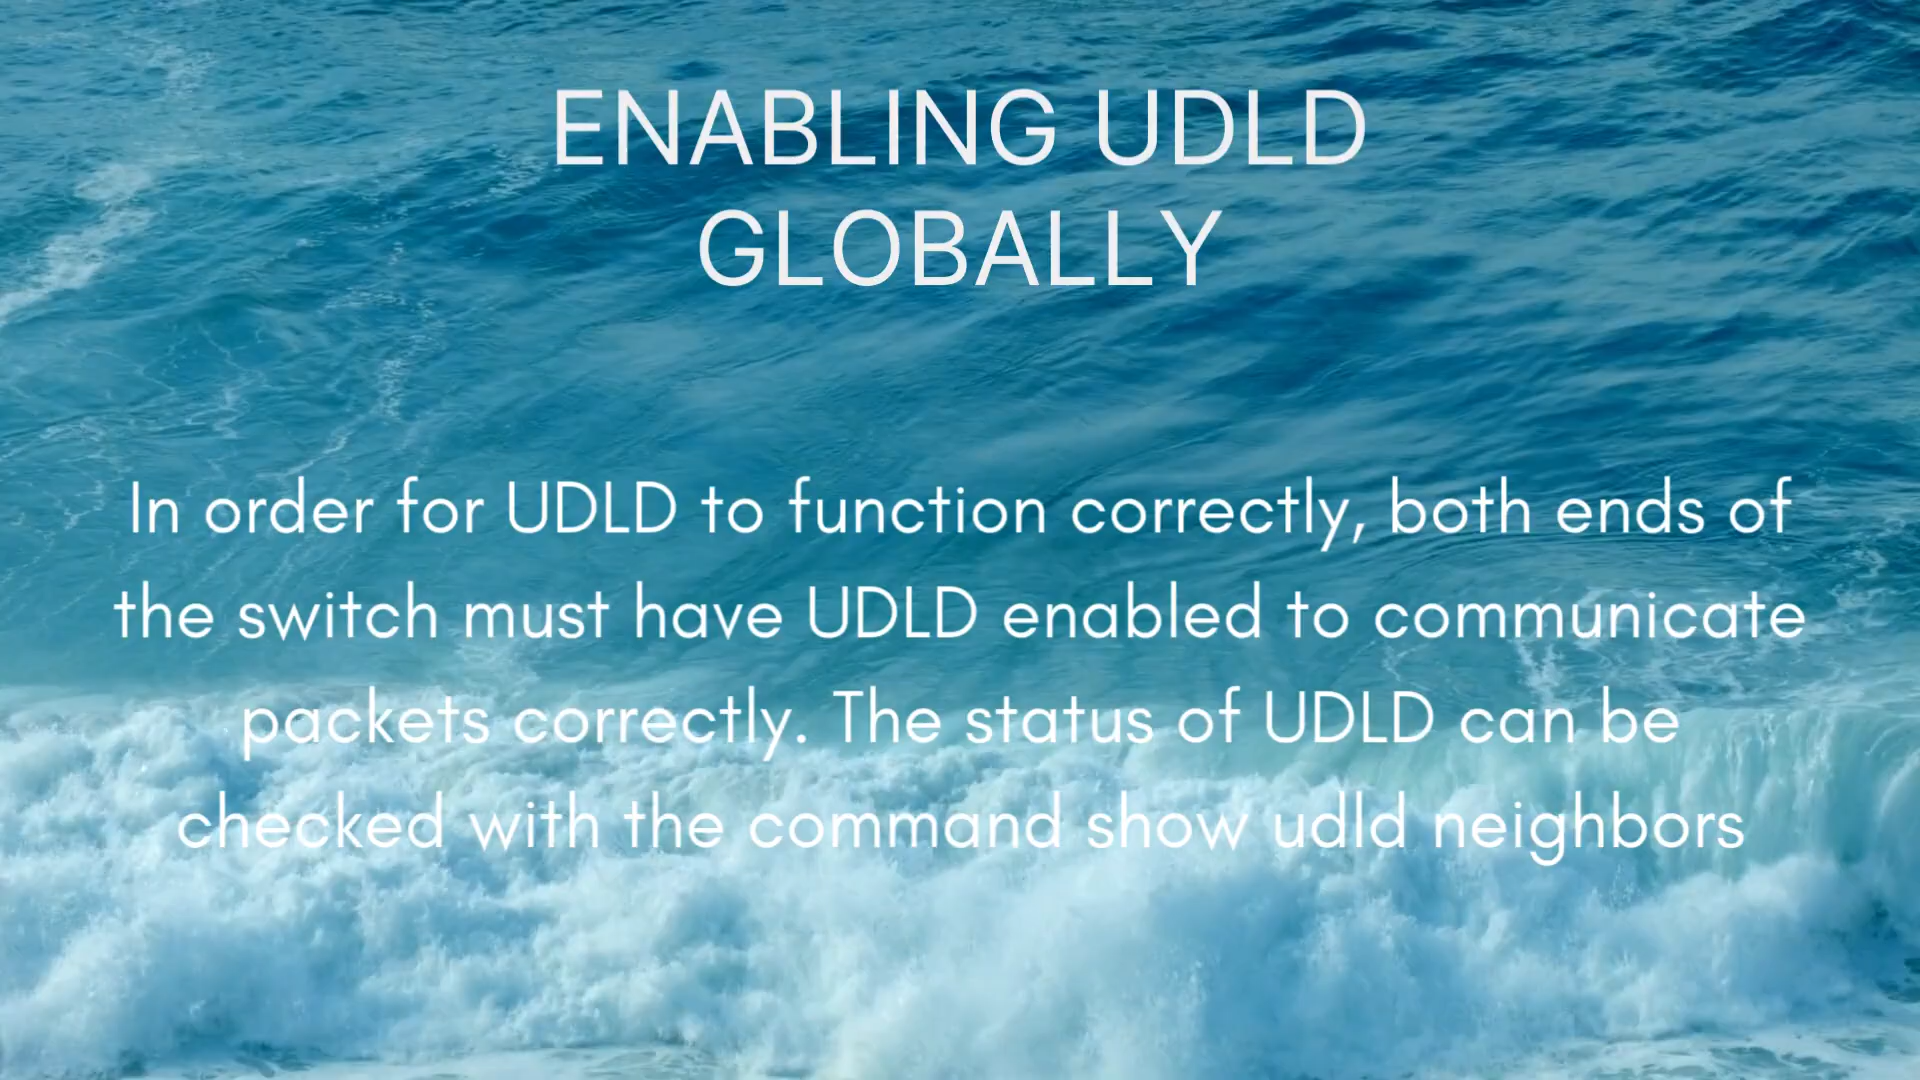 ENABLING UDLD
GLOBALLY
In order for UDLD to function correctly, both ends of
the switch must have UDLD enabled to communicate
packets correctly. The status of UDLD can be
checked with the command show udld neighbors